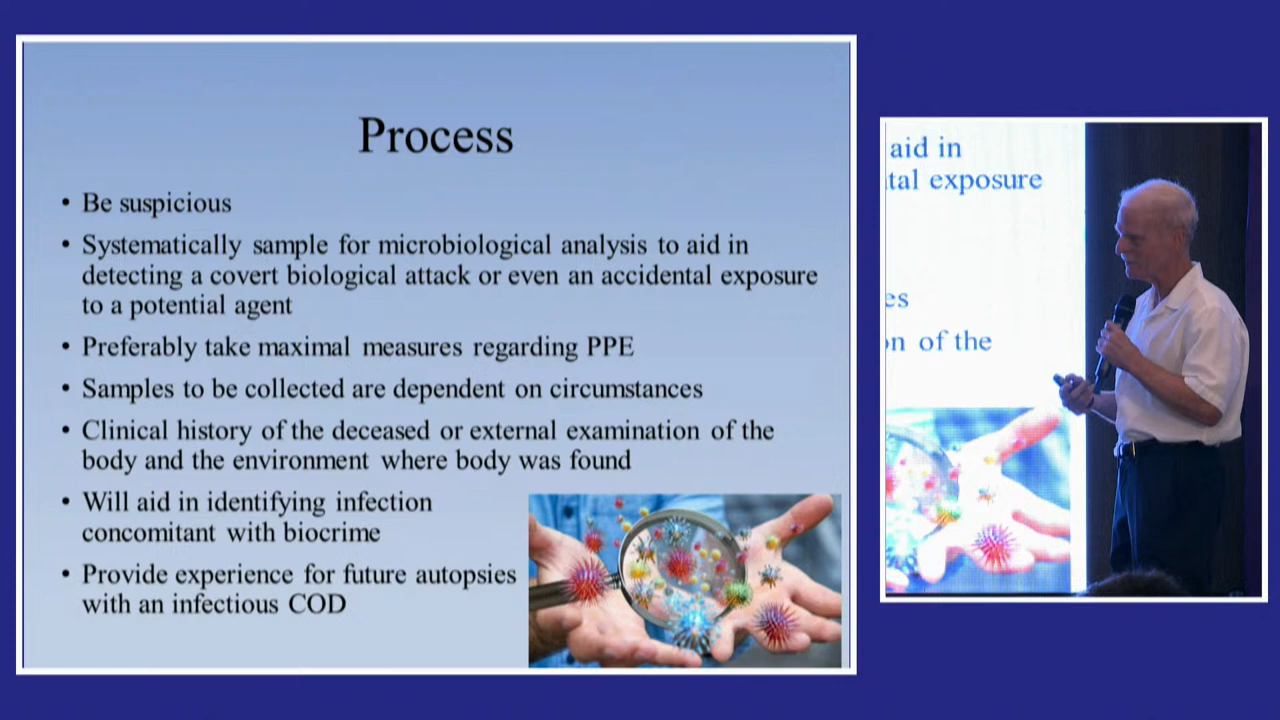 Process
• Be suspicious
• Systematically sample for microbiological analysis to aid in
detecting a covert biological attack or even an accidental exposure
to a potential agent
• Preferably take maximal measures regarding PPE
• Samples to be collected are dependent on circumstances
• Clinical history of the deceased or external examination of the
body and the environment where body was found
• Will aid in identifying infection
concomitant with biocrime
• Provide experience for future autopsies
with an infectious COD
aid in
tal exposure
es
on of the